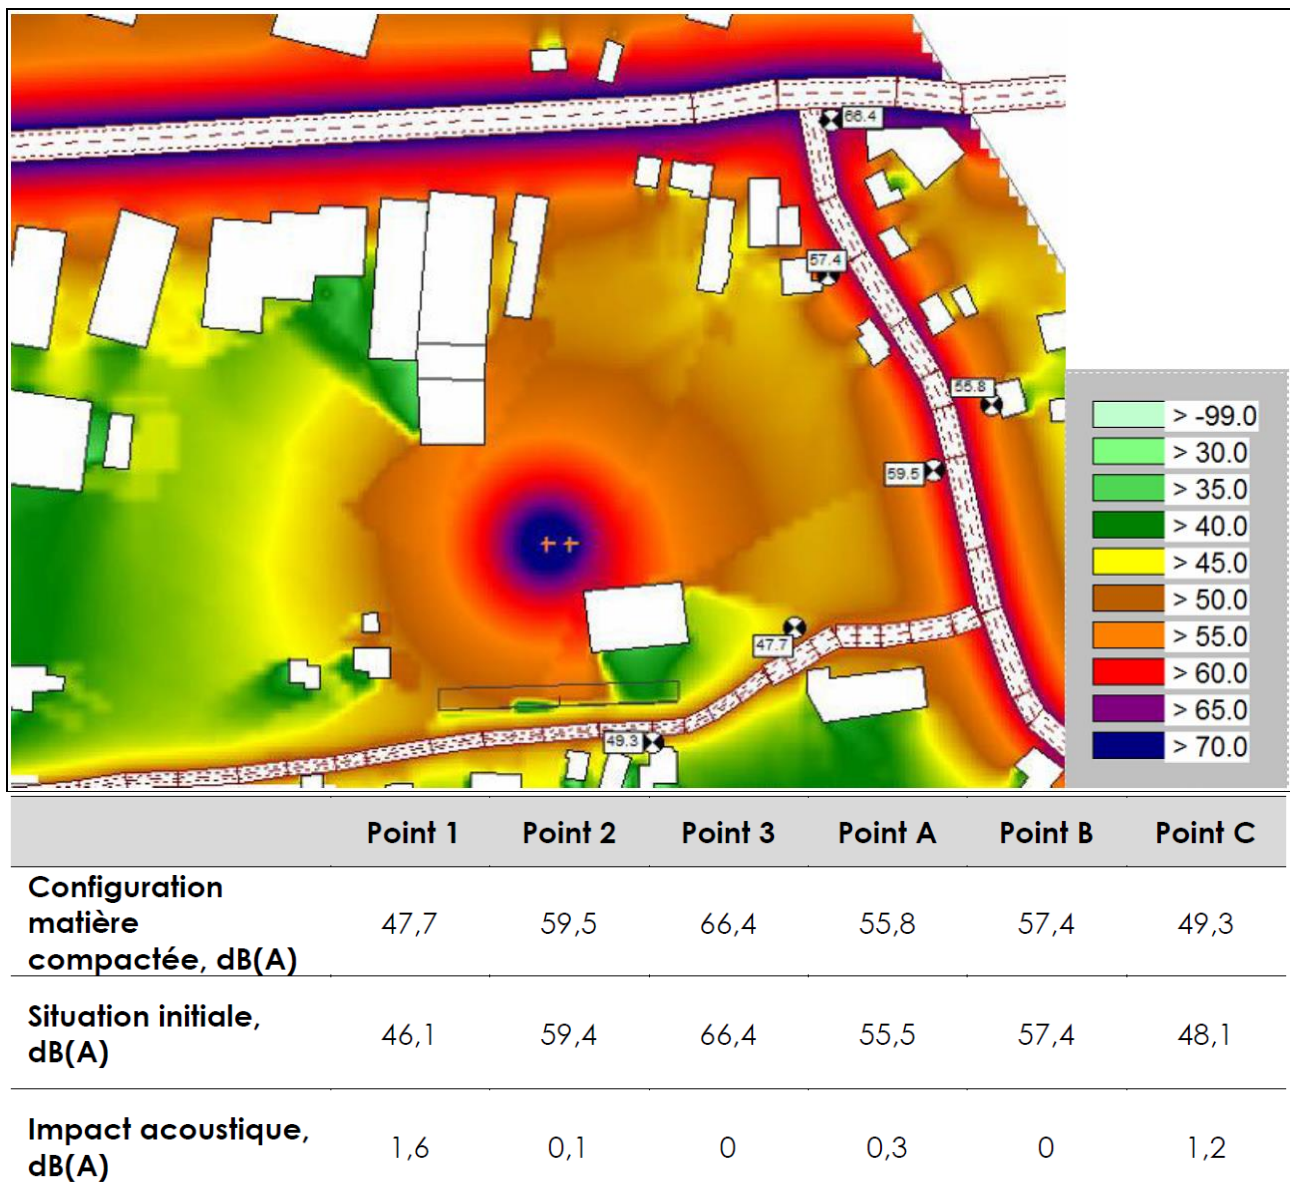 66.4
57.4
55.8
59.5
47.7
49.3
> -99.0
> 30.0
> 35.0
> 40.0
> 45.0
> 50.0
> 55.0
> 60.0
> 65.0
> 70.0
Point 1 Point 2 Point 3 Point A Point B Point C
Configuration
matière
compactée, dB(A) 47,7 59,5 66,4 55,8 57,4 49,3
Situation initiale,
dB(A) 46,1 59,4 66,4 55,5 57,4 48,1
Impact acoustique,
dB(A) 1,6 0,1 0 0,3 0 1,2